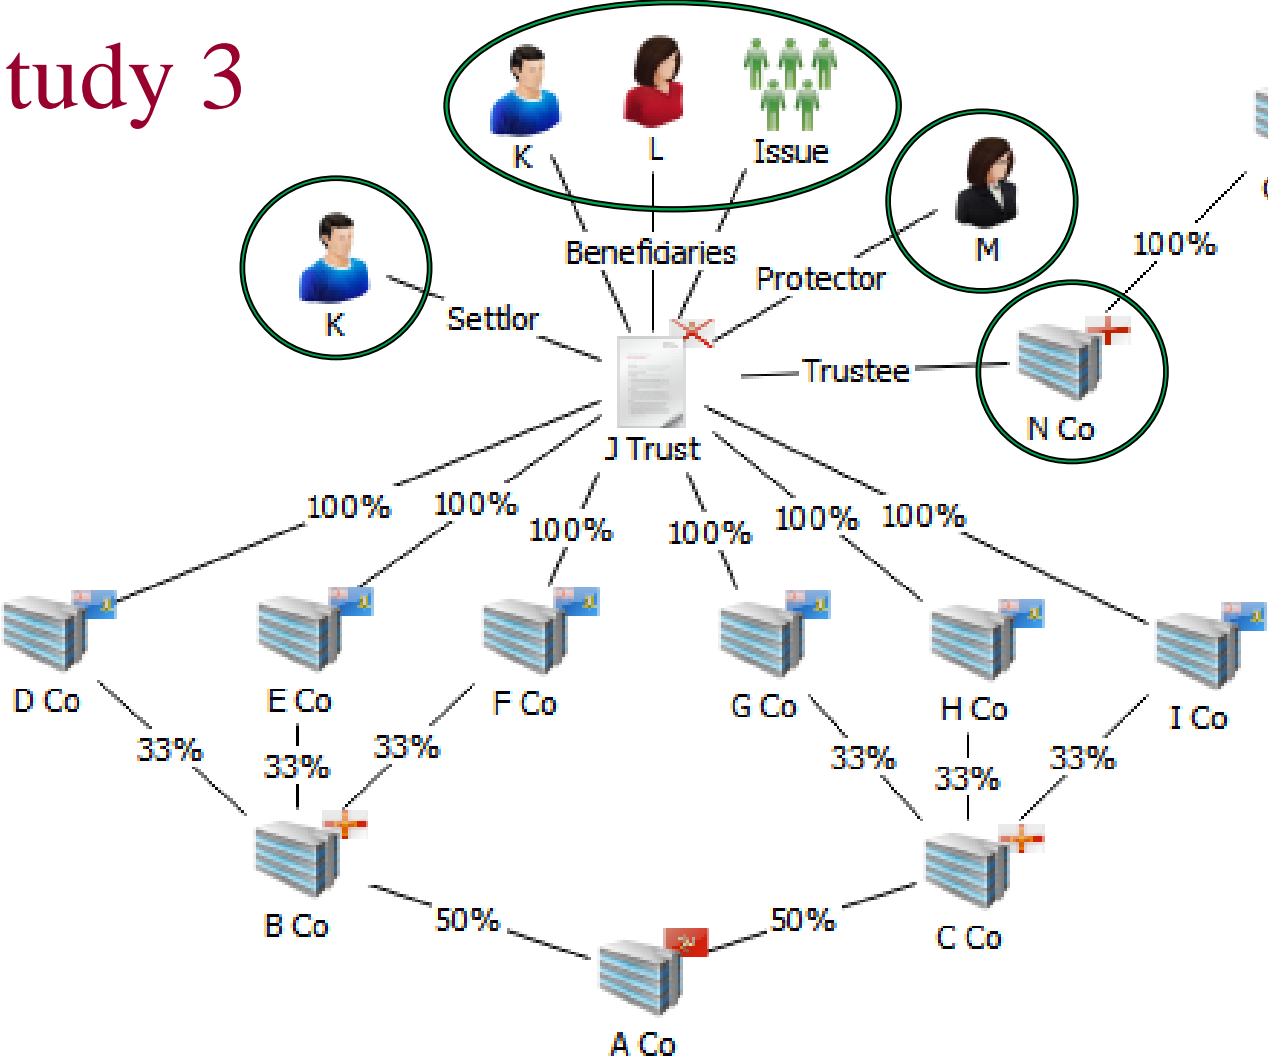 tudy 3
K
L
Issue
M
K
Beneficiaries
Protector
100%
Settlor
Trustee
N Co
J Trust
100%
100%
100%
100%
100%
100%
D Co
E Co
F Co
G Co
H Co
I Co
33%
33%
33%
33%
33%
33%
B Co
C Co
50%
50%
A Co